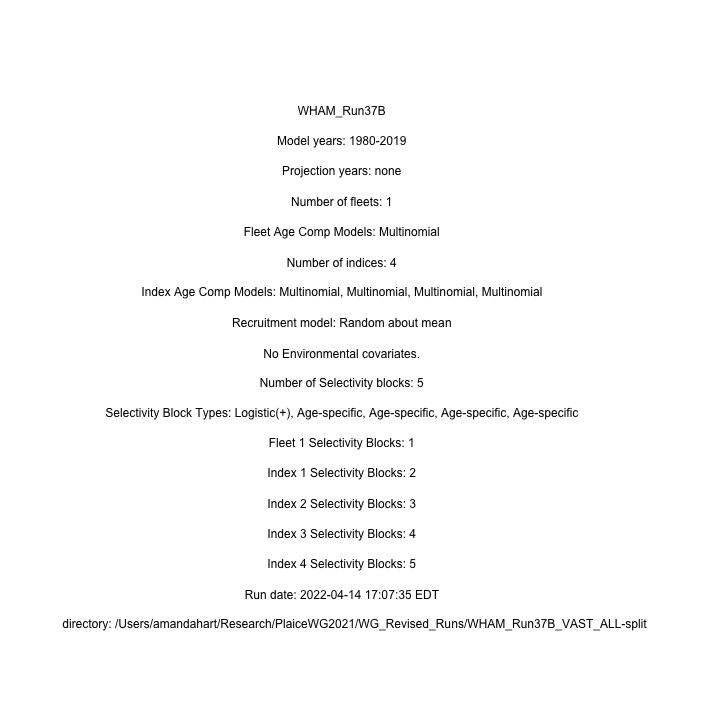 WHAM_Run37B
Model years: 1980-2019
Projection years: none
Number of fleets: 1
Fleet Age Comp Models: Multinomial
Number of indices: 4
Index Age Comp Models: Multinomial, Multinomial, Multinomial, Multinomial
Recruitment model: Random about mean
No Environmental covariates.
Number of Selectivity blocks: 5
Selectivity Block Types: Logistic(+), Age-specific, Age-specific, Age-specific, Age-specific
Fleet 1 Selectivity Blocks: 1
Index 1 Selectivity Blocks: 2
Index 2 Selectivity Blocks: 3
Index 3 Selectivity Blocks: 4
Index 4 Selectivity Blocks: 5
Run date: 2022-04-14 17:07:35 EDT
directory: /Users/amandahart/Research/PlaiceWG2021/WG_Revised_Runs/WHAM_Run37B_VAST_ALL-split